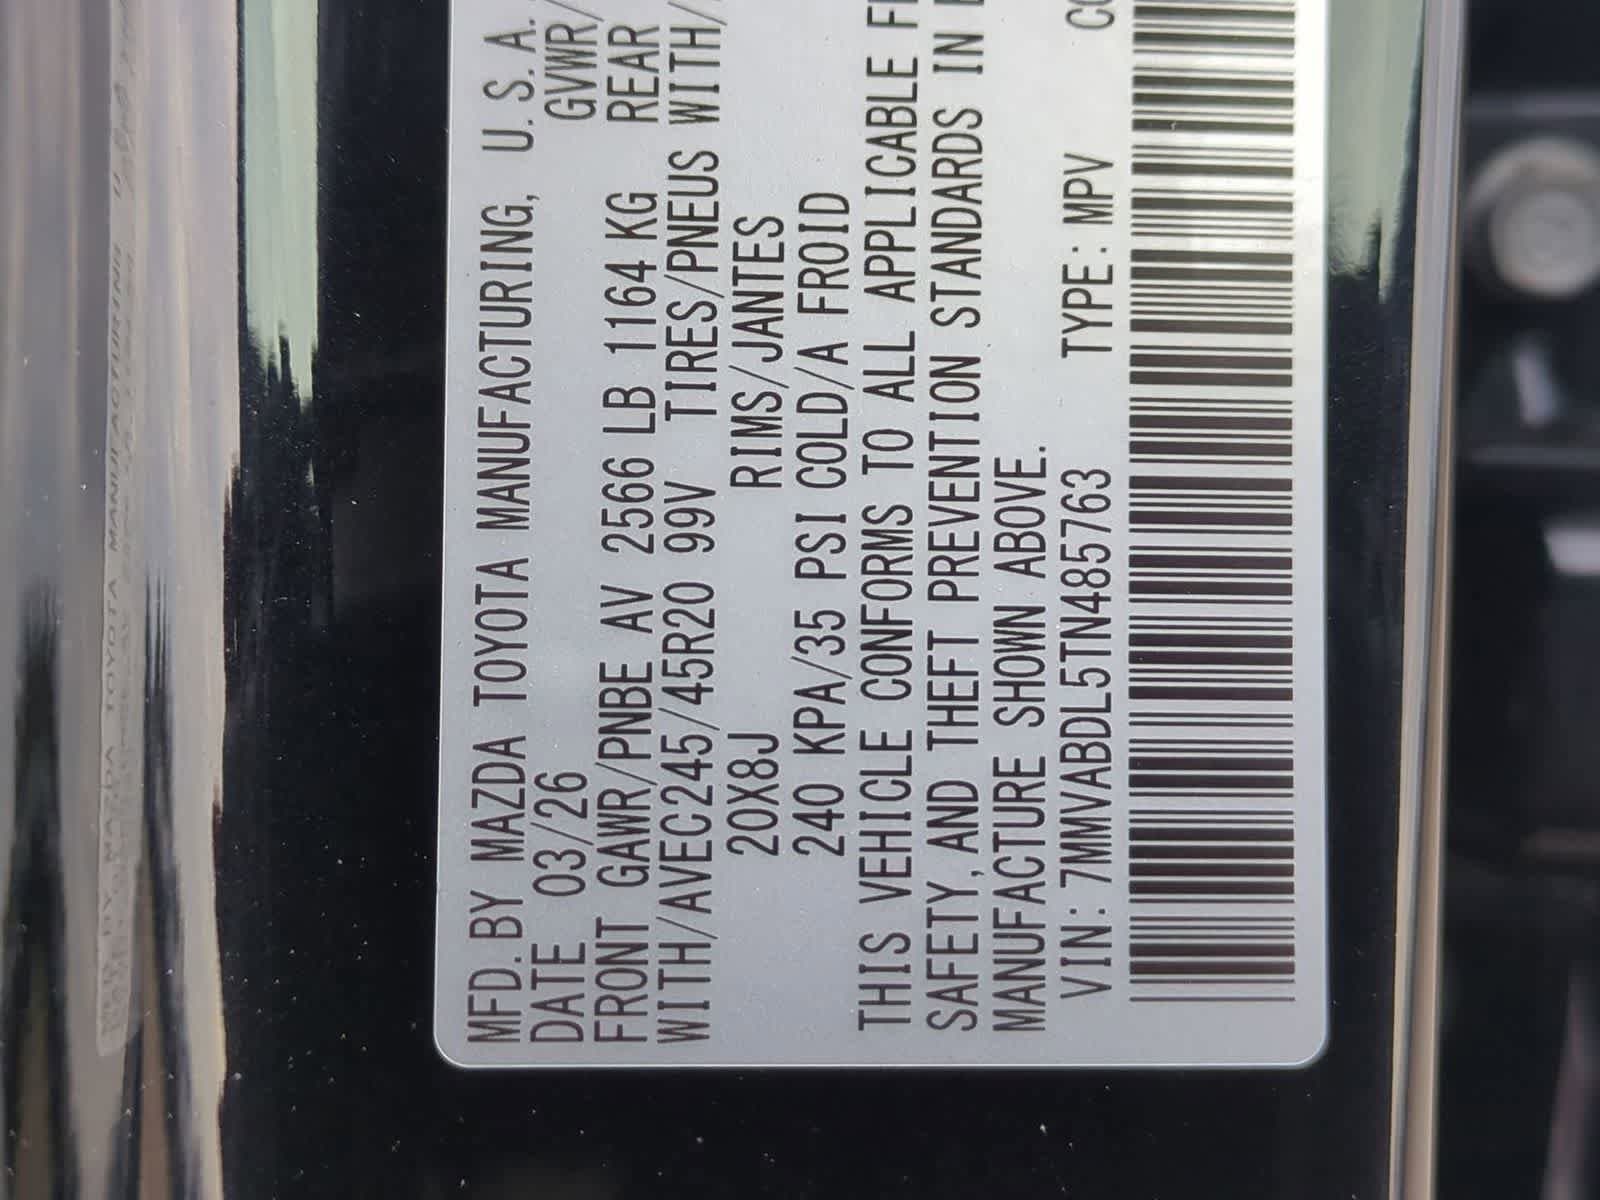 MFD.BY MAZDA TOYOTA MANUFACTURING, U.S.A.
DATE 03/26 GVWR/
FRONT GAWR/PNBE AV 2566 LB 1164 KG REAR
WITH/AVEC245/45R20 99V TIRES/PNEUS WITH/
20X8J RIMS/JANTES
240 KPA/35 PSI COLD/A FROID
THIS VEHICLE CONFORMS TO ALL APPLICABLE
SAFETY,AND THEFT PREVENTION STANDARDS IN
MANUFACTURE SHOWN ABOVE.
VIN:7MMVABDL5TN485763 TYPE:MPV